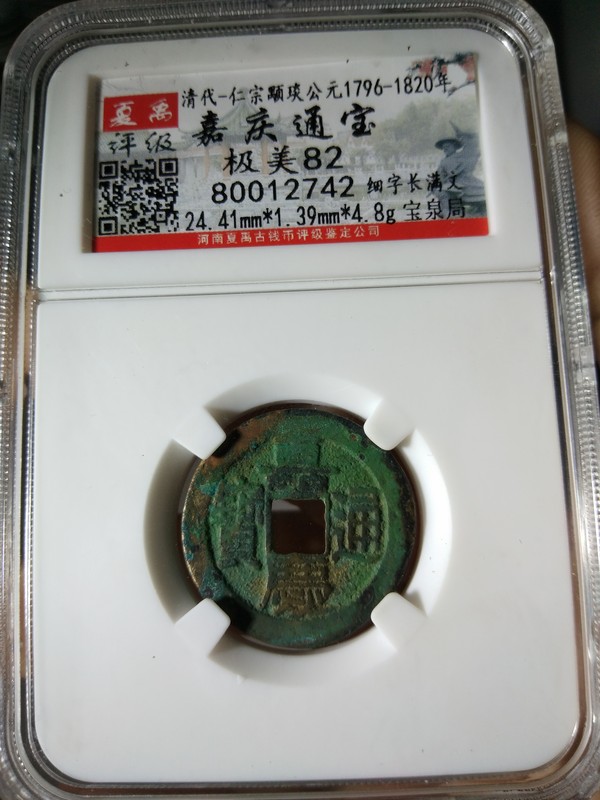 清代-仁宗颙琰公元1796-1820年
夏禹
评级
嘉庆通宝
极美82
80012742 细字长满文
24.41mm*1.39mm*4.8g 宝泉局
河南夏禹古钱币评级鉴定公司
嘉慶通寶